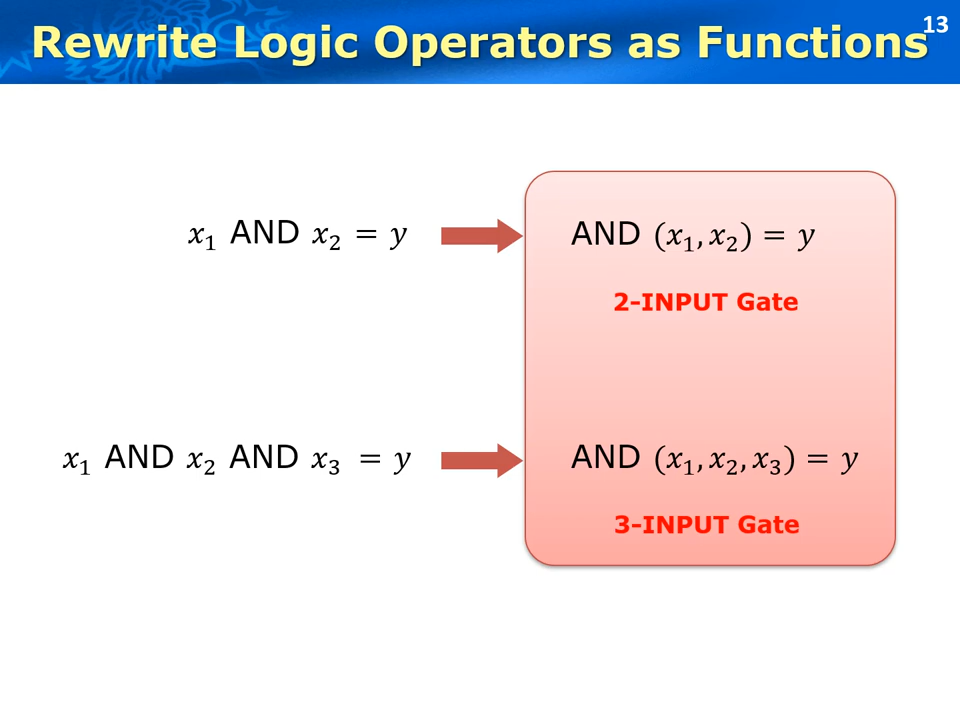 Rewrite Logic Operators as Functions
13
x₁ AND x₂ = y
AND (x₁, x₂) = y
2-INPUT Gate
x₁ AND x₂ AND x₃ = y
AND (x₁, x₂, x₃) = y
3-INPUT Gate